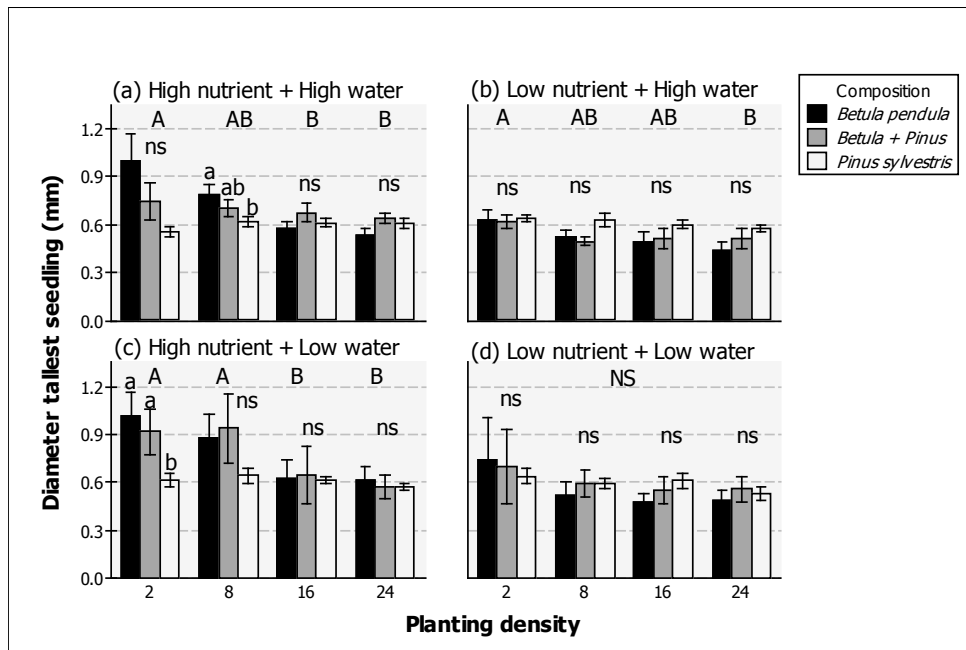 (a) High nutrient + High water
(b) Low nutrient + High water
Composition
Betula pendula
Betula + Pinus
Pinus sylvestris
Diameter tallest seedling (mm)
1.2
0.9
0.6
0.3
0.0
A AB B B
ns
a ab b
ns ns
A AB AB B
ns ns ns ns
(c) High nutrient + Low water
(d) Low nutrient + Low water
1.2
0.9
0.6
0.3
0.0
A A B B
a a b
ns
ns ns
NS
ns
ns ns ns
2 8 16 24
2 8 16 24
Planting density